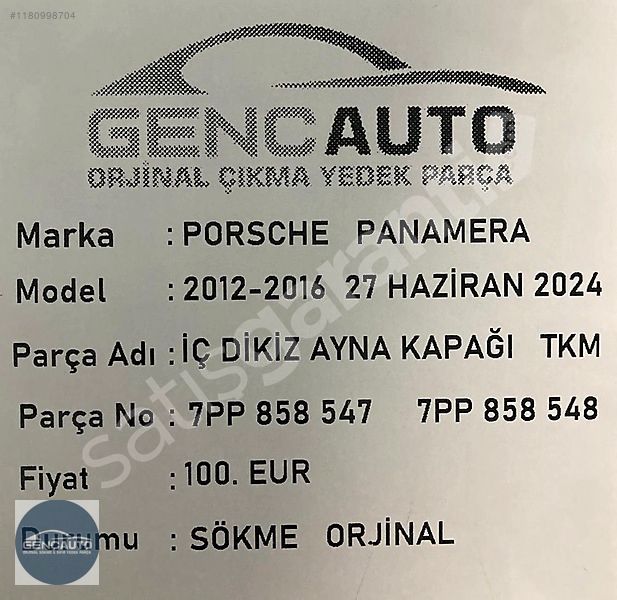 #1180998704
GENCAUTO
ORJİNAL ÇIKMA YEDEK PARÇA
Marka : PORSCHE PANAMERA
Model : 2012-2016 27 HAZİRAN 2024
Parça Adı : İÇ DİKİZ AYNA KAPAĞI TKM
Parça No : 7PP 858 547 7PP 858 548
Fiyat : 100. EUR
Durumu : SÖKME ORJİNAL
GENCAUTO